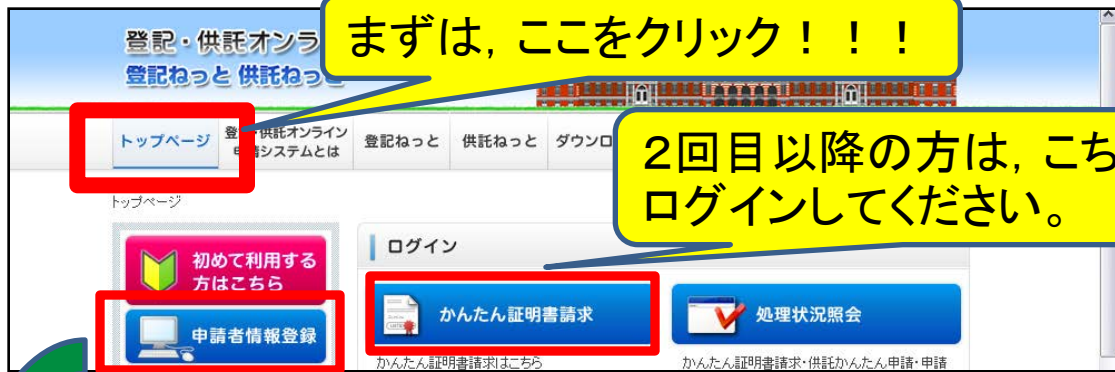 登記・供託オンラ
登記ねっと 供託ねっと
まずは，ここをクリック！！！
トップページ
登記・供託オンライン
申請システムとは
登記ねっと
供託ねっと
ダウンロ
2回目以降の方は，こち
ログインしてください。
トップページ
初めて利用する
方はこちら
申請者情報登録
ログイン
かんたん証明書請求
処理状況照会
かんたん証明書請求はこちら
かんたん証明書請求・供託かんたん申請・申請